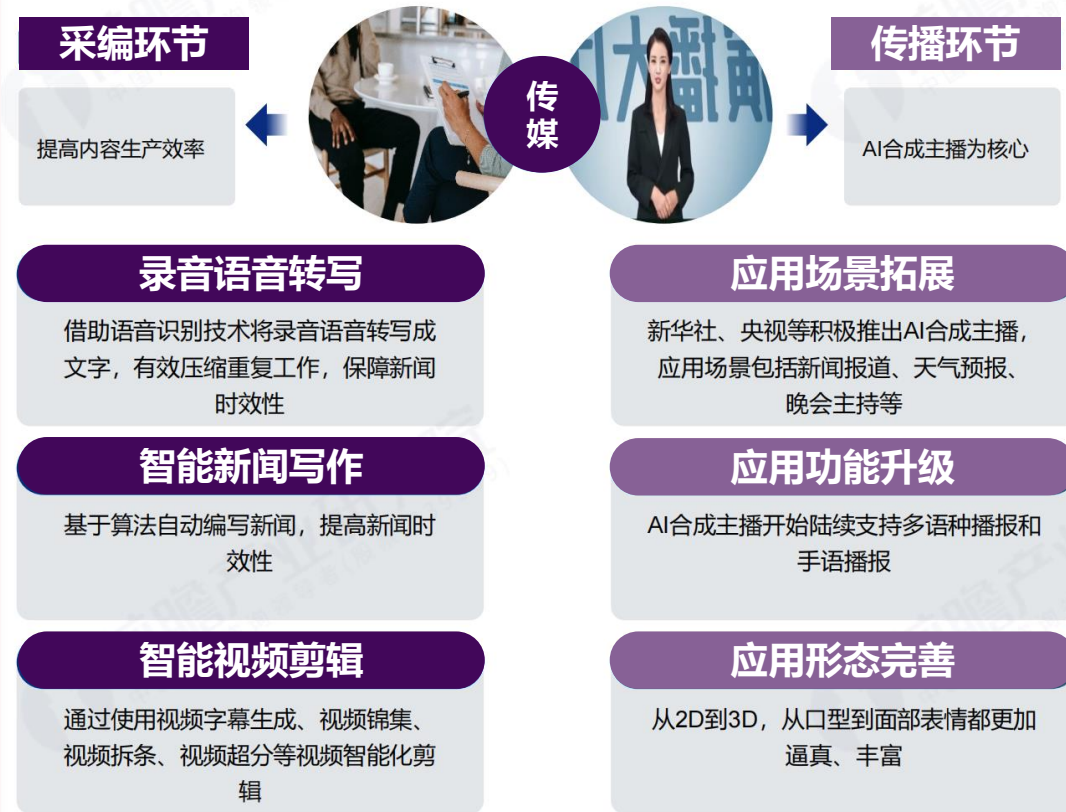 采编环节
传播环节
传
媒
提高内容生产效率
AI合成主播为核心
录音语音转写
借助语音识别技术将录音语音转写成
文字，有效压缩重复工作，保障新闻
时效性
智能新闻写作
基于算法自动编写新闻，提高新闻时
效性
智能视频剪辑
通过使用视频字幕生成、视频锦集、
视频拆条、视频超分等视频智能化剪
辑
应用场景拓展
新华社、央视等积极推出AI合成主播，
应用场景包括新闻报道、天气预报、
晚会主持等
应用功能升级
AI合成主播开始陆续支持多语种播报和
手语播报
应用形态完善
从2D到3D，从口型到面部表情都更加
逼真、丰富